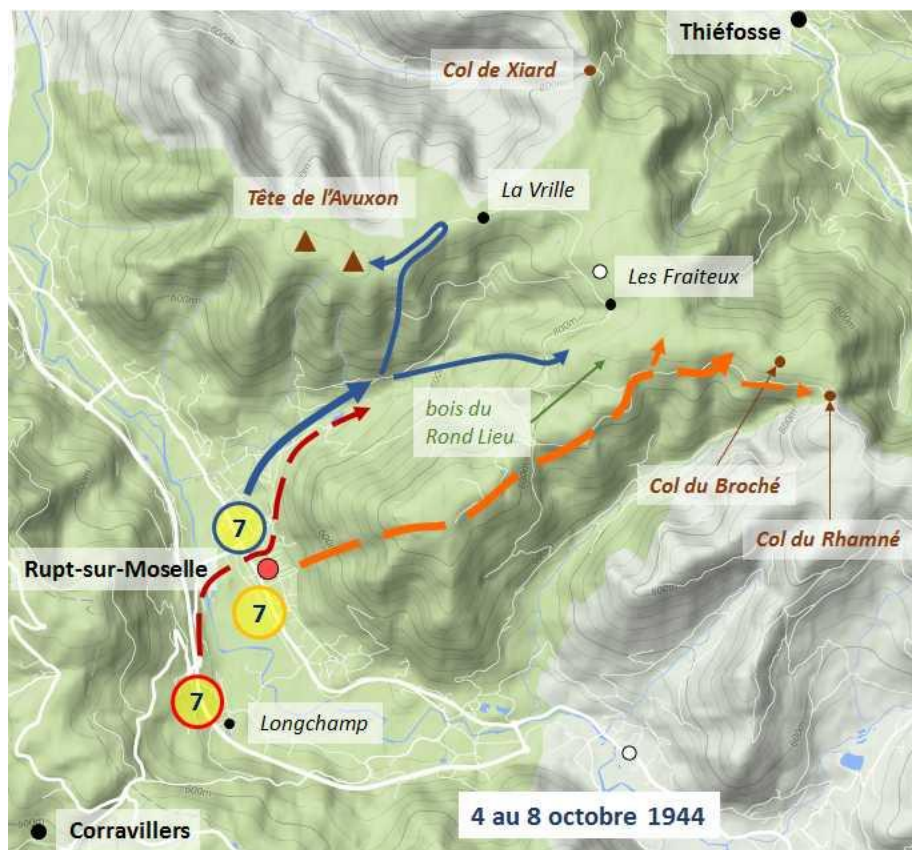 Thiéfosse
Col de Xiard
Tête de l'Avuxon
La Vrille
Les Fraiteux
bois du
Rond Lieu
Col du Broché
7
Col du Rhamné
Rupt-sur-Moselle
7
7
Longchamp
4 au 8 octobre 1944
Corravillers